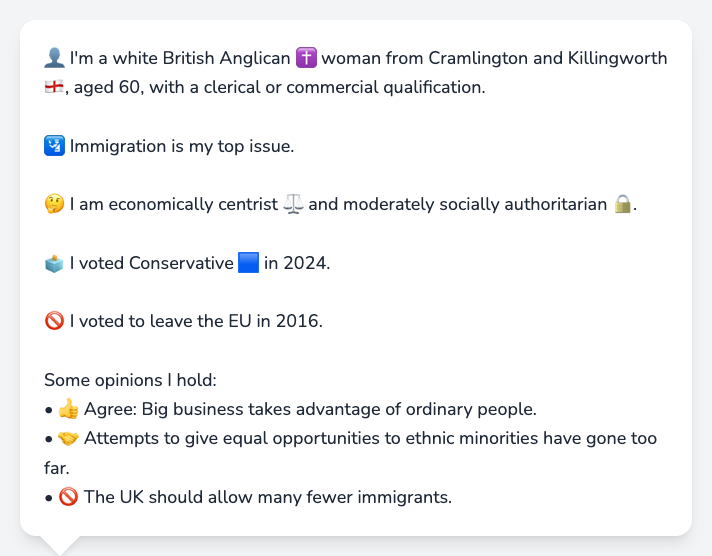 👤 I'm a white British Anglican ✝️ woman from Cramlington and Killingworth
🏴󠁧󠁢󠁥󠁮󠁧󠁿, aged 60, with a clerical or commercial qualification.
🛂 Immigration is my top issue.
🤔 I am economically centrist ⚖️ and moderately socially authoritarian 🔒.
🗳️ I voted Conservative 🟦 in 2024.
🚫 I voted to leave the EU in 2016.
Some opinions I hold:
• 👍 Agree: Big business takes advantage of ordinary people.
• 🤝 Attempts to give equal opportunities to ethnic minorities have gone too
far.
• 🚫 The UK should allow many fewer immigrants.